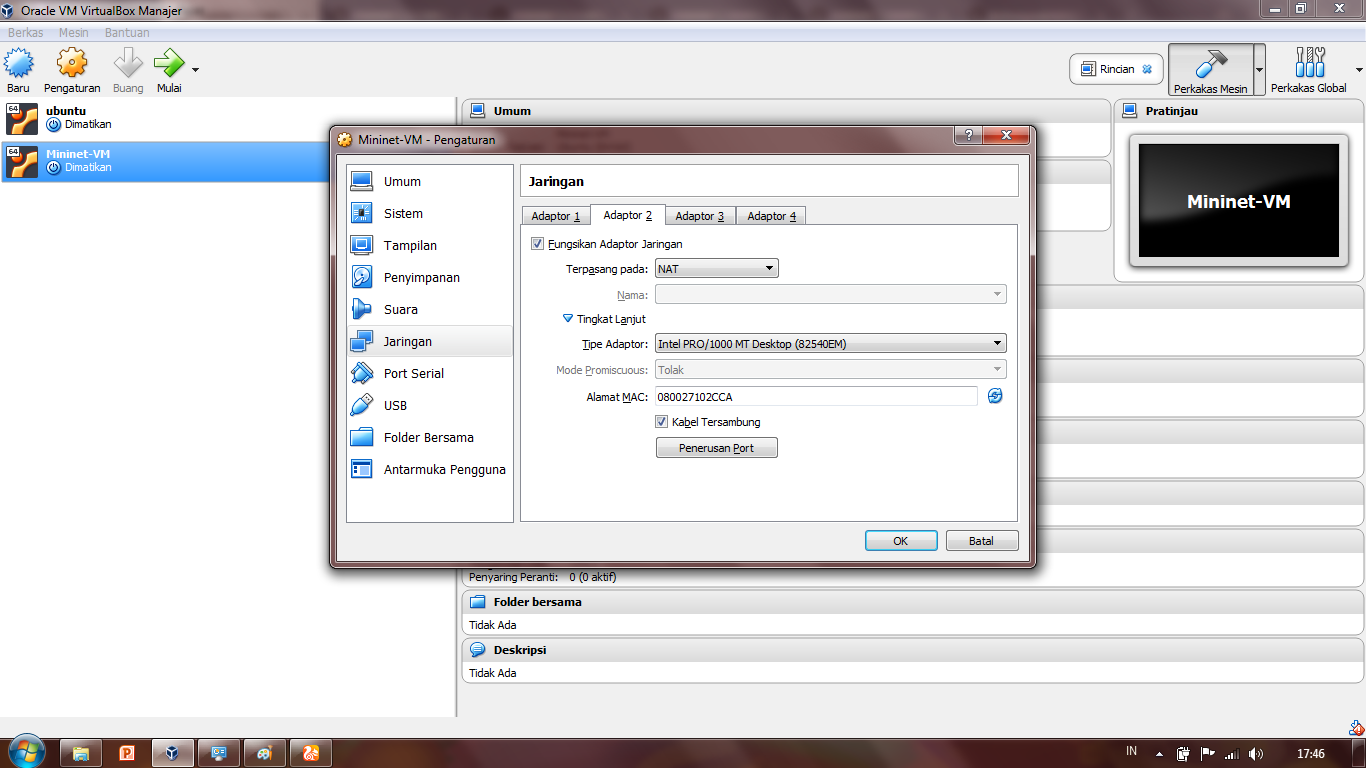 Oracle VM VirtualBox Manajer
Berkas Mesin Bantuan
Baru Pengaturan Buang Mulai
Rincian Perkakas Mesin Perkakas Global
64 ubuntu
Dimatikan
64 Mininet-VM
Dimatikan
Umum
Pratinjau
Mininet-VM
Mininet-VM - Pengaturan
?
Umum
Sistem
Tampilan
Penyimpanan
Suara
Jaringan
Port Serial
USB
Folder Bersama
Antarmuka Pengguna
Jaringan
Adaptor 1 Adaptor 2 Adaptor 3 Adaptor 4
Fungsikan Adaptor Jaringan
Terpasang pada: NAT
Nama:
Tingkat Lanjut
Tipe Adaptor: Intel PRO/1000 MT Desktop (82540EM)
Mode Promiscuous: Tolak
Alamat MAC: 080027102CCA
Kabel Tersambung
Penerusan Port
OK Batal
Penyaring Peranti: 0 (0 aktif)
Folder bersama
Tidak Ada
Deskripsi
Tidak Ada
IN 17:46